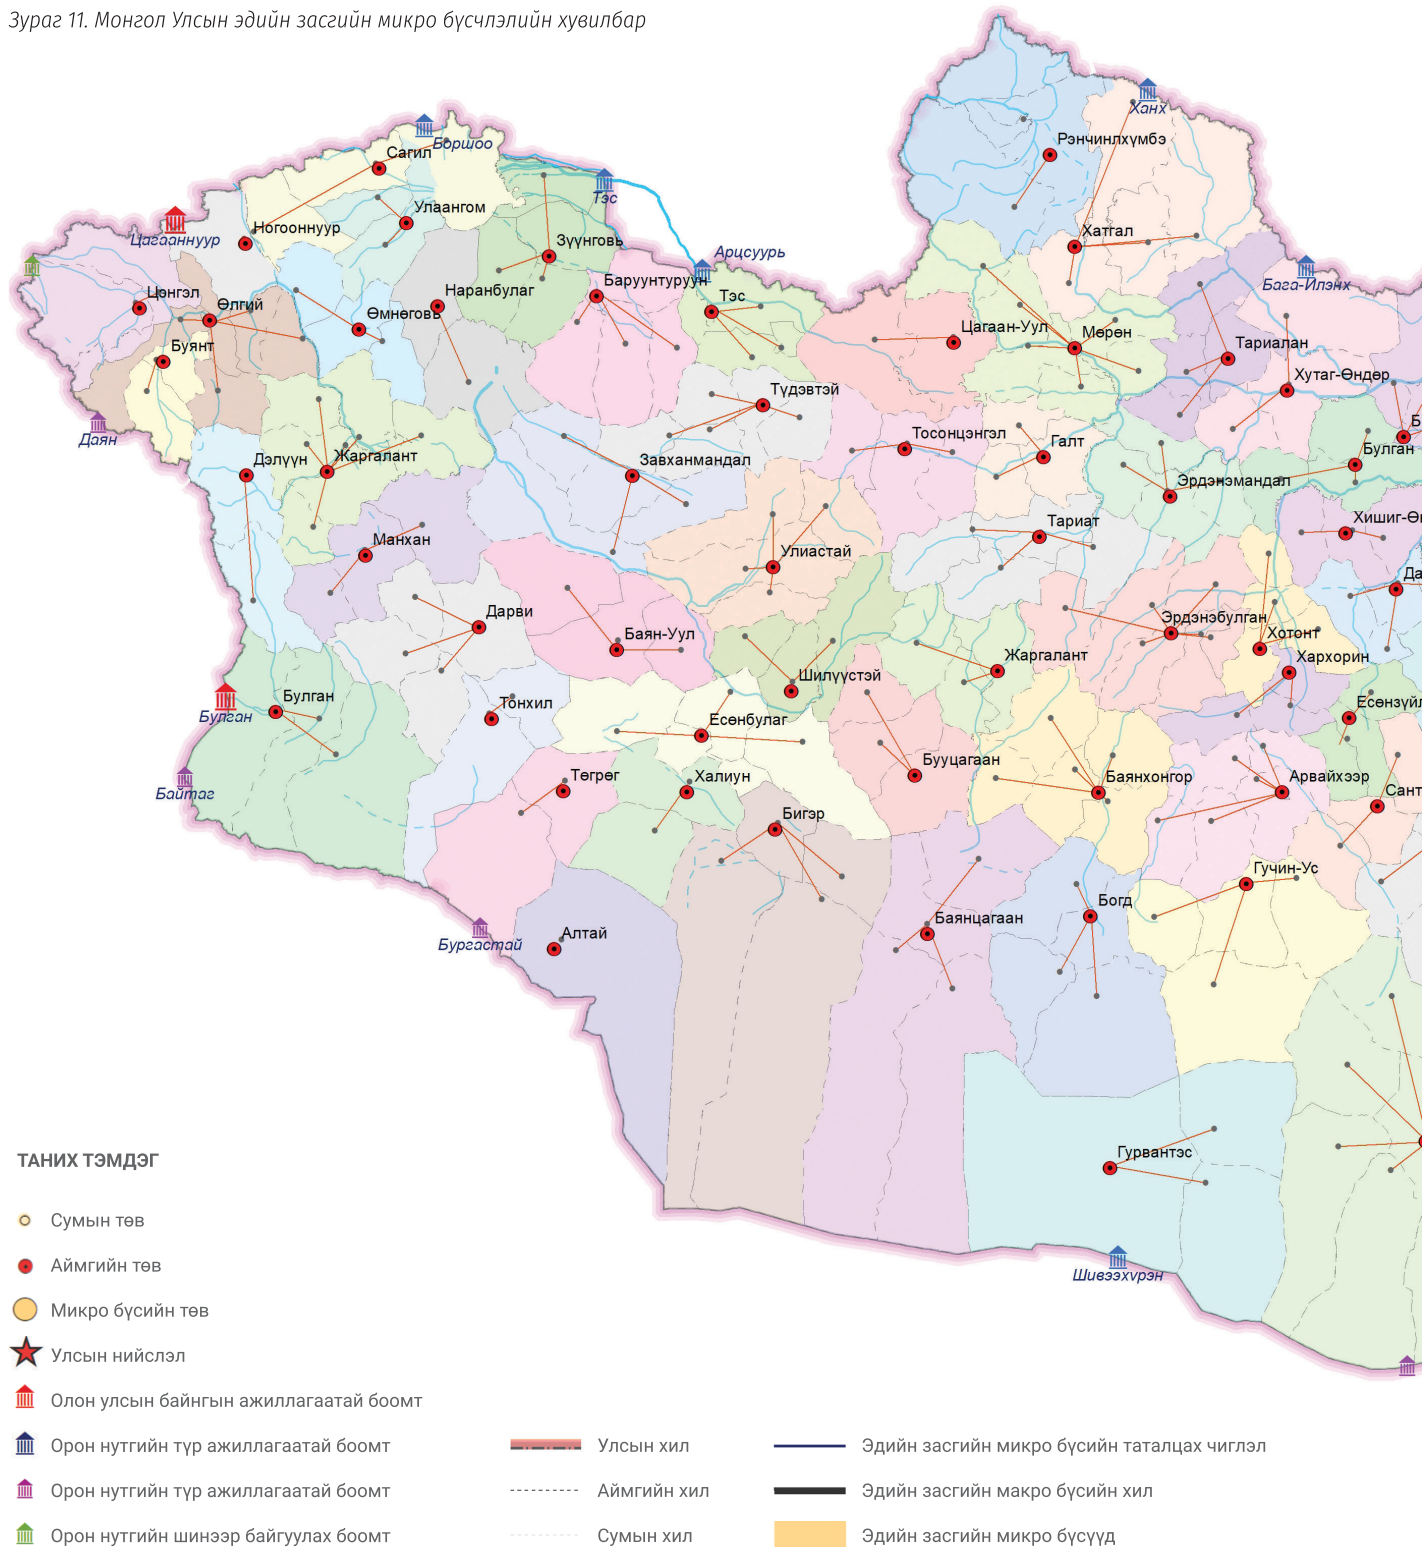 Зураг 11. Монгол Улсын эдийн засгийн микро бүсчлэлийн хувилбар
Ханх
Боршоо
Рэнчинлхүмбэ
Сагил
Тэс
Улаангом
Цагааннуур
Ногооннуур
Зүүнговь
Хатгал
Арцсуурь
Бага-Илэнх
Баруунтуруун
Цэнгэл
Өлгий
Наранбулаг
Өмнөговь
Тэс
Цагаан-Уул
Мөрөн
Тариалан
Буянт
Хутаг-Өндөр
Түдэвтэй
Даян
Тосонцэнгэл
Галт
Булган
Дэлүүн
Жаргалант
Завханмандал
Эрдэнэмандал
Тариат
Манхан
Улиастай
Дарви
Баян-Уул
Эрдэнэбулган
Хотонт
Жаргалант
Хархорин
Шилүүстэй
Булган
Булган
Тонхил
Есөнбулаг
Бууцагаан
Төгрөг
Халиун
Баянхонгор
Арвайхээр
Байтаг
Бигэр
Гучин-Ус
Богд
Баянцагаан
Алтай
Бургастай
Гурвантэс
Шивээхүрэн
ТАНИХ ТЭМДЭГ
Сумын төв
Аймгийн төв
Микро бүсийн төв
Улсын нийслэл
Олон улсын байнгын ажиллагаатай боомт
Орон нутгийн түр ажиллагаатай боомт
Орон нутгийн түр ажиллагаатай боомт
Орон нутгийн шинээр байгуулах боомт
Улсын хил
Аймгийн хил
Сумын хил
Эдийн засгийн микро бүсийн таталцах чиглэл
Эдийн засгийн макро бүсийн хил
Эдийн засгийн микро бүсүүд